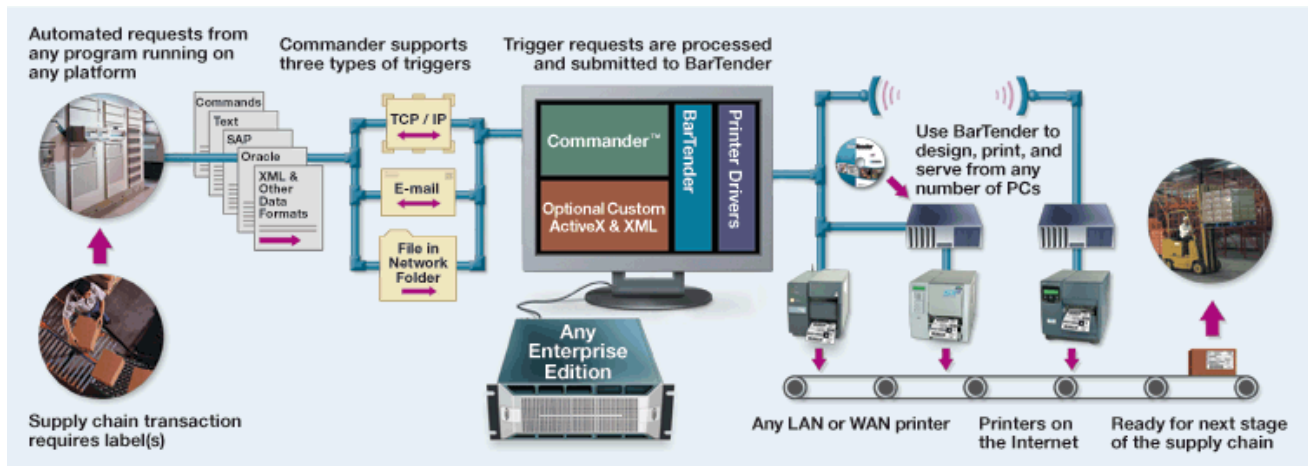 Automated requests from
any program running on
any platform
Commander supports
three types of triggers
Trigger requests are processed
and submitted to BarTender
Commands
Text
SAP
Oracle
XML &
Other
Data
Formats
TCP / IP
E-mail
File in
Network
Folder
Commander™
Optional Custom
ActiveX & XML
BarTender
Printer Drivers
Use BarTender to
design, print, and
serve from any
number of PCs
Any
Enterprise
Edition
Supply chain transaction
requires label(s)
Any LAN or WAN printer
Printers on
the Internet
Ready for next stage
of the supply chain